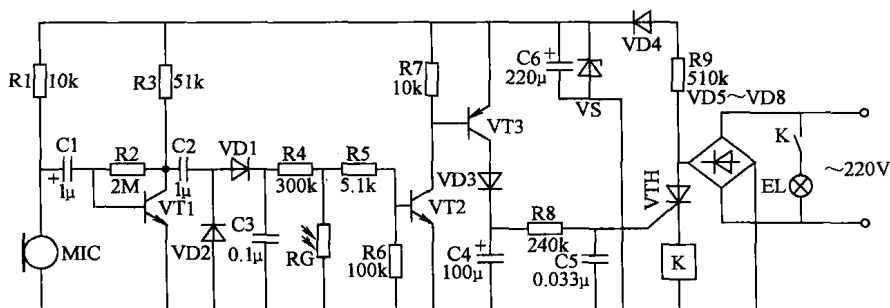 R1
10k
R3
51k
R7
10k
C6
+
220μ
VS
VD4
R9
510k
VD5～VD8
C1
+
1μ
R2
2M
C2
1μ
VD1
R4
300k
R5
5.1k
VT3
VD3
VT1
VT2
VTH
K
EL
～220V
MIC
VD2
C3
0.1μ
RG
R6
100k
C4
+
100μ
R8
240k
C5
0.033μ
K